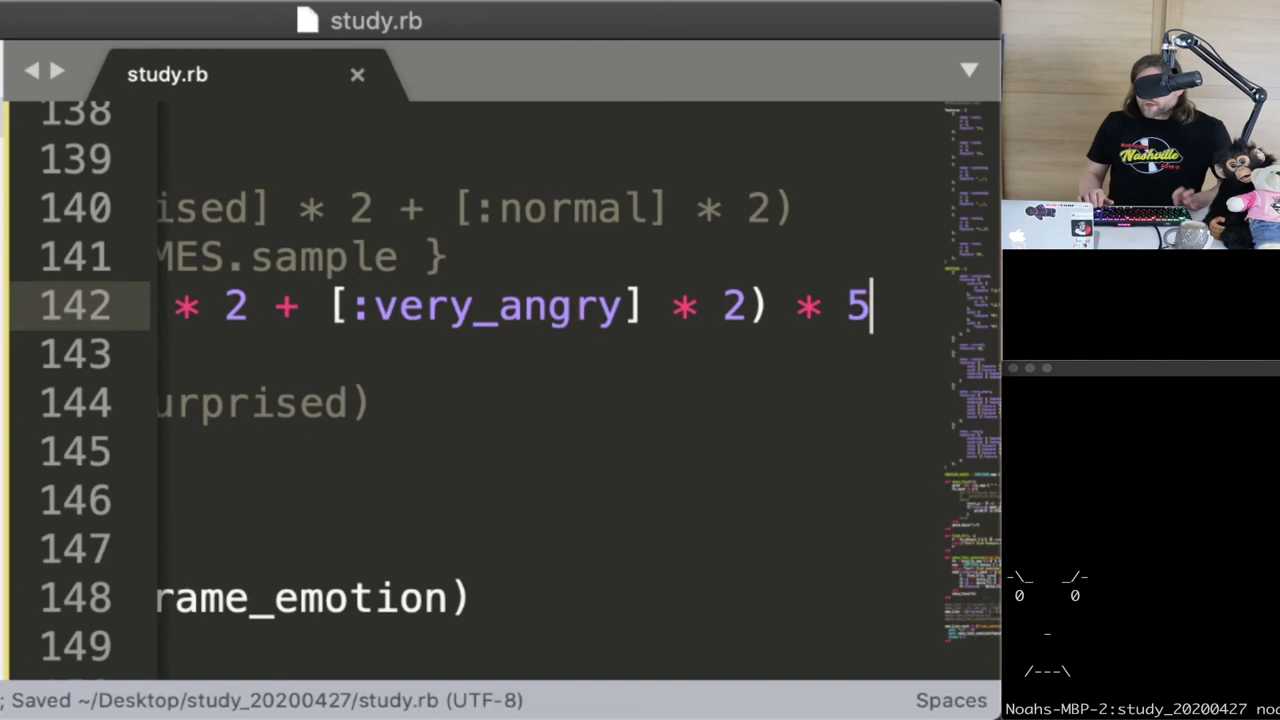 study.rb
study.rb
138
139
140 ised] * 2 + [:normal] * 2)
141 MES.sample }
142 * 2 + [:very_angry] * 2) * 5
143
144 urprised)
145
146
147
148 rame_emotion)
149
; Saved ~/Desktop/study_20200427/study.rb (UTF-8)
Spaces
Nashville
-\_ _/-
0 0
_
/---\
Noahs-MBP-2:study_20200427 noa